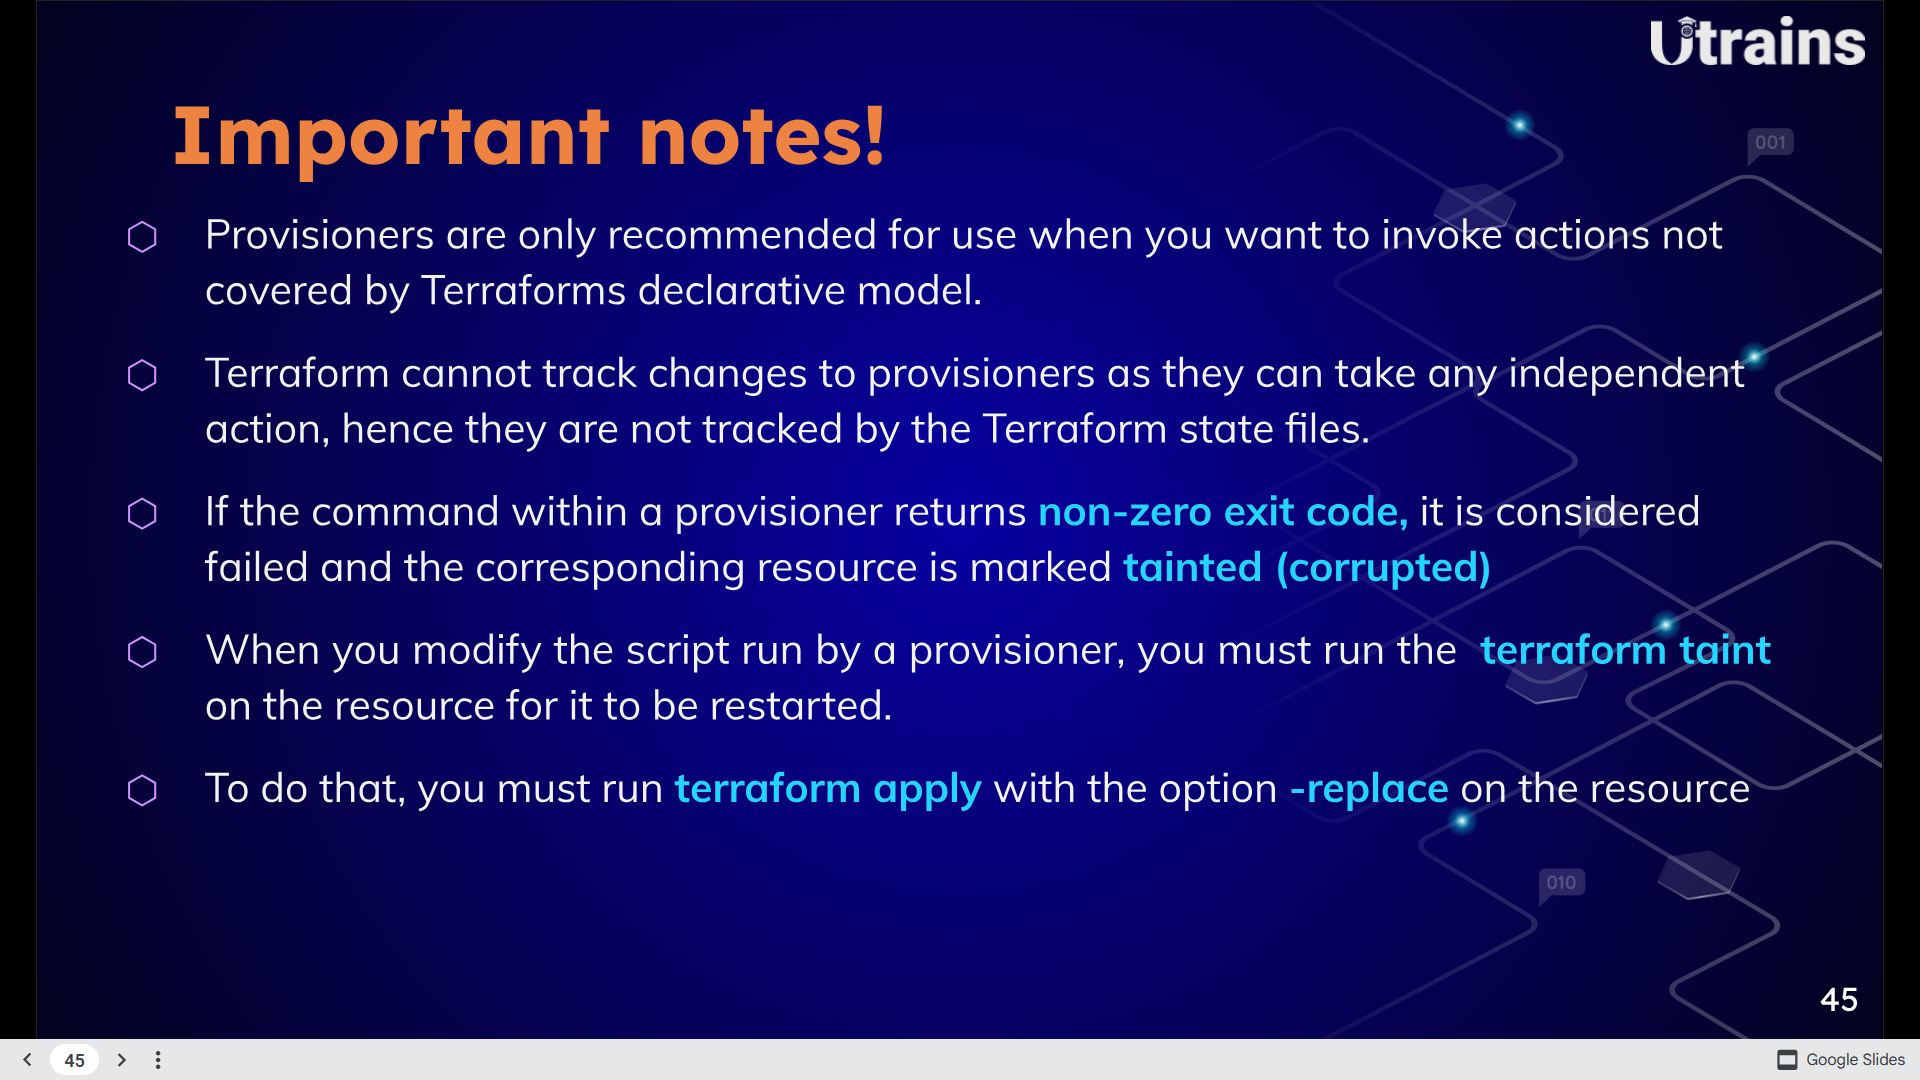 Utrains
001
Important notes!
Provisioners are only recommended for use when you want to invoke actions not
covered by Terraforms declarative model.
Terraform cannot track changes to provisioners as they can take any independent
action, hence they are not tracked by the Terraform state files.
If the command within a provisioner returns non-zero exit code, it is considered
failed and the corresponding resource is marked tainted (corrupted)
When you modify the script run by a provisioner, you must run the terraform taint
on the resource for it to be restarted.
To do that, you must run terraform apply with the option -replace on the resource
010
45
45
Google Slides